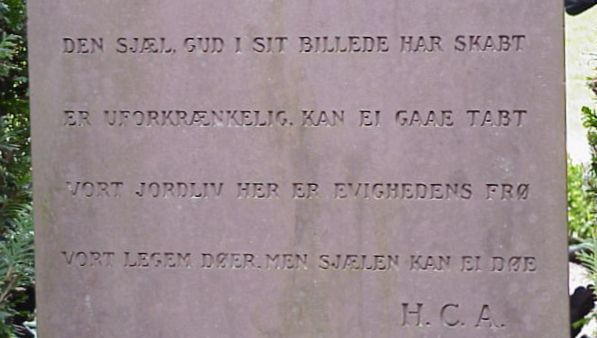 DEN SJÆL, GUD I SIT BILLEDE HAR SKABT
ER UFORKRÆNKELIG, KAN EI GAAE TABT
VORT JORDLIV HER ER EVIGHEDENS FRØ
VORT LEGEM DØER, MEN SJÆLEN KAN EI DØE
H. C. A.